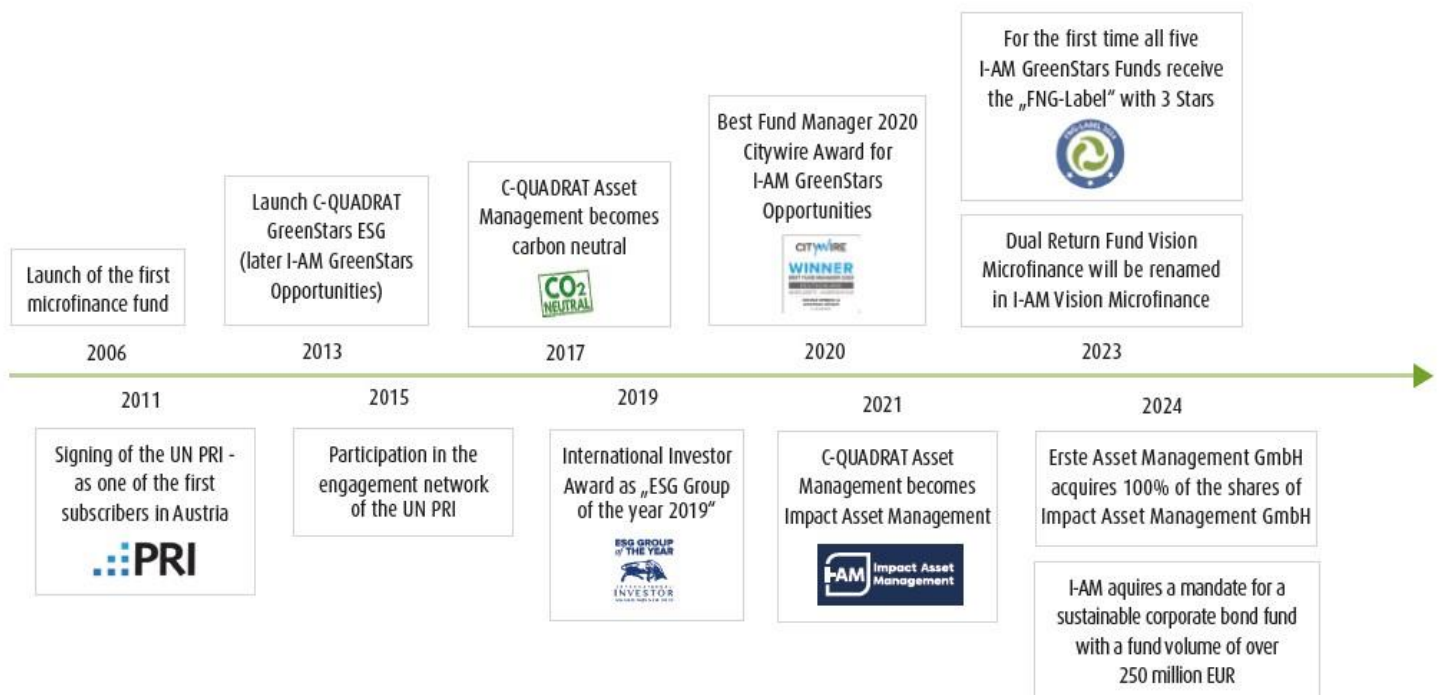 For the first time all five
I-AM GreenStars Funds receive
the „FNG-Label“ with 3 Stars
Best Fund Manager 2020
Citywire Award for
I-AM GreenStars
Opportunities
CITYWIRE
WINNER
BEST FUND MANAGER 2020
C-QUADRAT Asset
Management becomes
carbon neutral
CO2
NEUTRAL
Launch C-QUADRAT
GreenStars ESG
(later I-AM GreenStars
Opportunities)
Launch of the first
microfinance fund
Dual Return Fund Vision
Microfinance will be renamed
in I-AM Vision Microfinance
2006
2013
2017
2020
2023
2011
2015
2019
2021
2024
Signing of the UN PRI -
as one of the first
subscribers in Austria
PRI
Participation in the
engagement network
of the UN PRI
International Investor
Award as „ESG Group
of the year 2019“
ESG GROUP
of THE YEAR
INTERNATIONAL
INVESTOR
C-QUADRAT Asset
Management becomes
Impact Asset Management
I-AM Impact Asset
Management
Erste Asset Management GmbH
acquires 100% of the shares of
Impact Asset Management GmbH
I-AM aquires a mandate for a
sustainable corporate bond fund
with a fund volume of over
250 million EUR